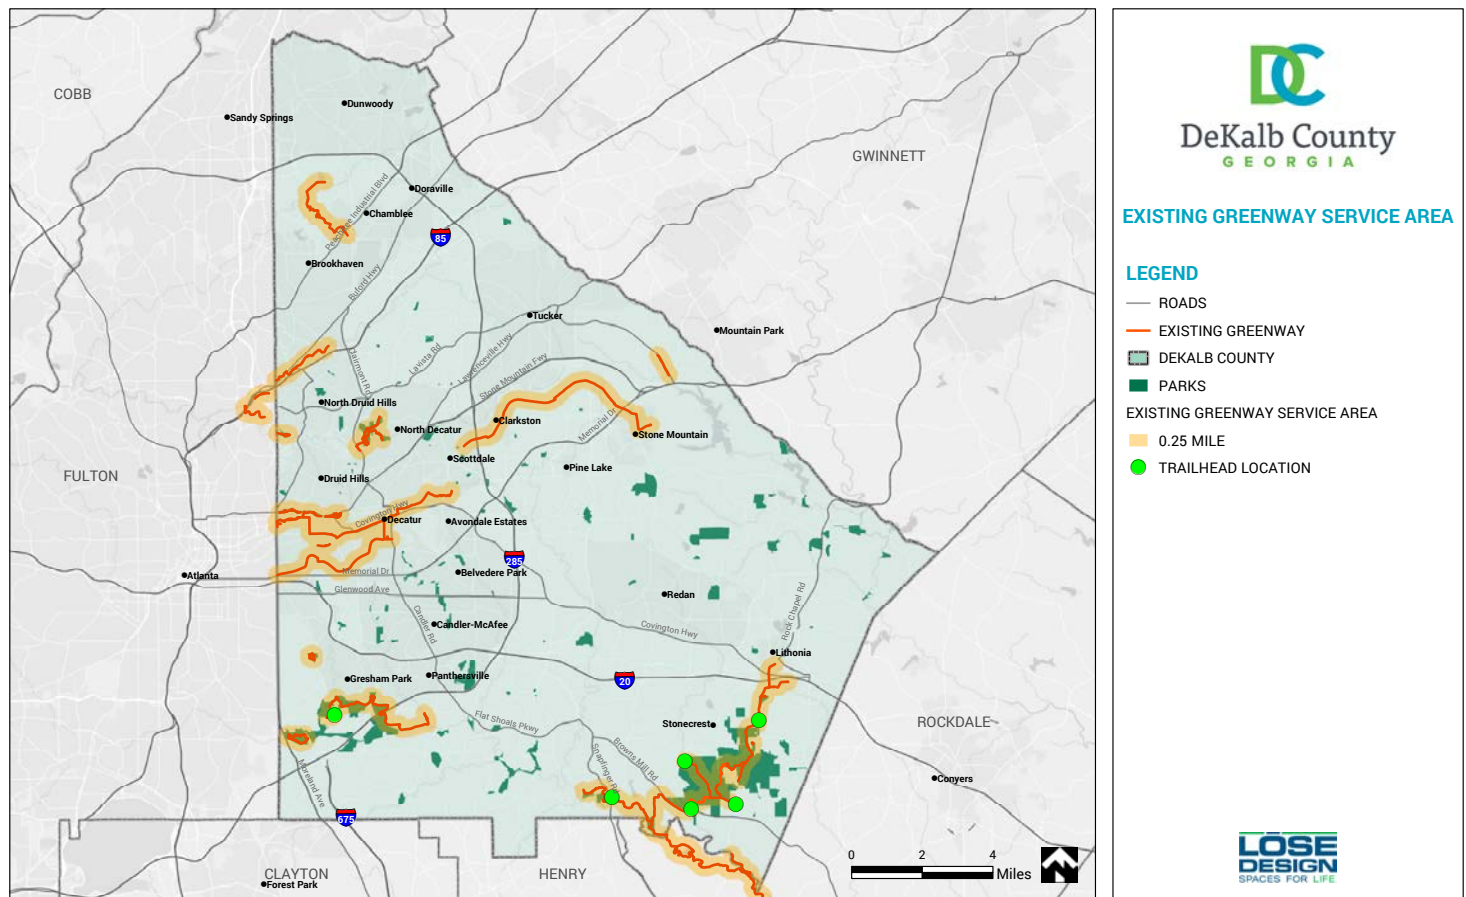 COBB
Dunwoody
Sandy Springs
GWINNETT
Doraville
Peachtree Industrial Blvd
Chamblee
85
Brookhaven
Buford Hwy
Tucker
Mountain Park
Lavista Rd
Lawrenceville Hwy
Clairmont Rd
Stone Mountain Fwy
North Druid Hills
Clarkston
Memorial Dr
North Decatur
Stone Mountain
Scottdale
Pine Lake
FULTON
Druid Hills
Covington Hwy
Decatur
Avondale Estates
285
Atlanta
Memorial Dr
Belvedere Park
Glenwood Ave
Redan
Rock Chapel Rd
Candler Rd
Candler-McAfee
Covington Hwy
Lithonia
Gresham Park
Panthersville
20
Flat Shoals Pkwy
Stonecrest
ROCKDALE
Snapfinger Rd
Browns Mill Rd
Moreland Ave
Conyers
675
CLAYTON
Forest Park
HENRY
0 2 4
Miles
DC
DeKalb County
GEORGIA
EXISTING GREENWAY SERVICE AREA
LEGEND
ROADS
EXISTING GREENWAY
DEKALB COUNTY
PARKS
EXISTING GREENWAY SERVICE AREA
0.25 MILE
TRAILHEAD LOCATION
LOSE
DESIGN
SPACES FOR LIFE